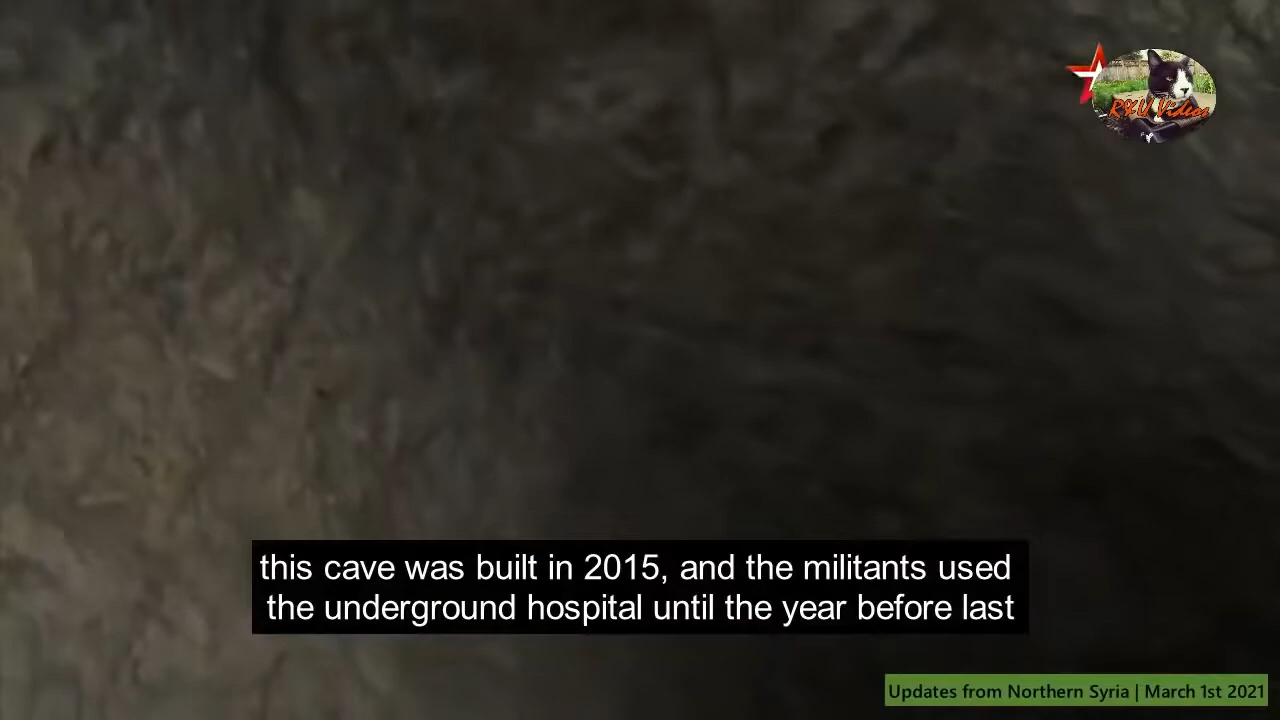 R&U Videos
this cave was built in 2015, and the militants used
the underground hospital until the year before last
Updates from Northern Syria | March 1st 2021